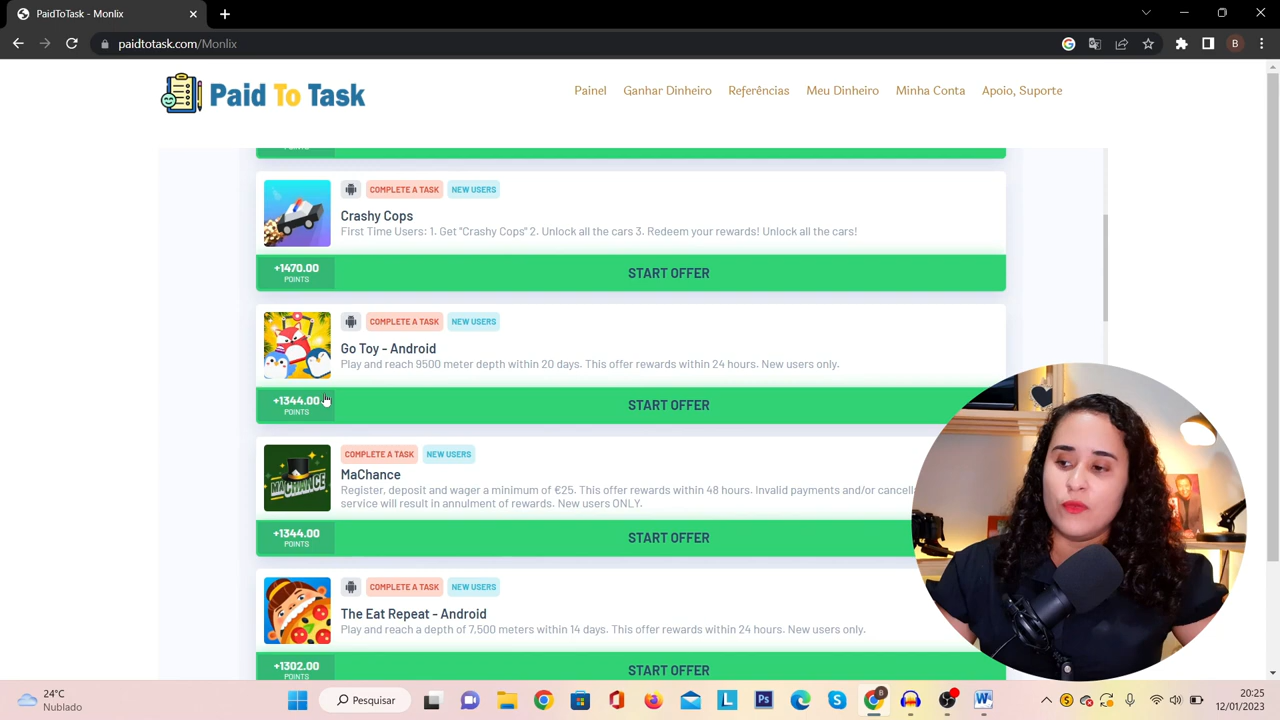 PaidToTask - Monlix
paidtotask.com/Monlix
B
Paid To Task
Painel Ganhar Dinheiro Referências Meu Dinheiro Minha Conta Apoio, Suporte
COMPLETE A TASK NEW USERS
Crashy Cops
First Time Users: 1. Get "Crashy Cops" 2. Unlock all the cars 3. Redeem your rewards! Unlock all the cars!
+1470.00
POINTS
START OFFER
COMPLETE A TASK NEW USERS
Go Toy - Android
Play and reach 9500 meter depth within 20 days. This offer rewards within 24 hours. New users only.
+1344.00
POINTS
START OFFER
COMPLETE A TASK NEW USERS
MaChance
MACHANCE
Register, deposit and wager a minimum of €25. This offer rewards within 48 hours. Invalid payments and/or
service will result in annulment of rewards. New users ONLY.
+1344.00
POINTS
START OFFER
COMPLETE A TASK NEW USERS
The Eat Repeat - Android
Play and reach a depth of 7,500 meters within 14 days. This offer rewards within 24 hours. New users only.
+1302.00
POINTS
START OFFER
24°C
Nublado
Pesquisar
20:25
12/01/2023